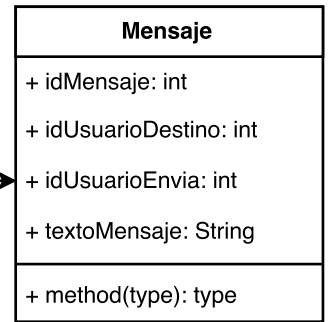 Mensaje
+ idMensaje: int
+ idUsuarioDestino: int
+ idUsuarioEnvia: int
+ textoMensaje: String
+ method(type): type